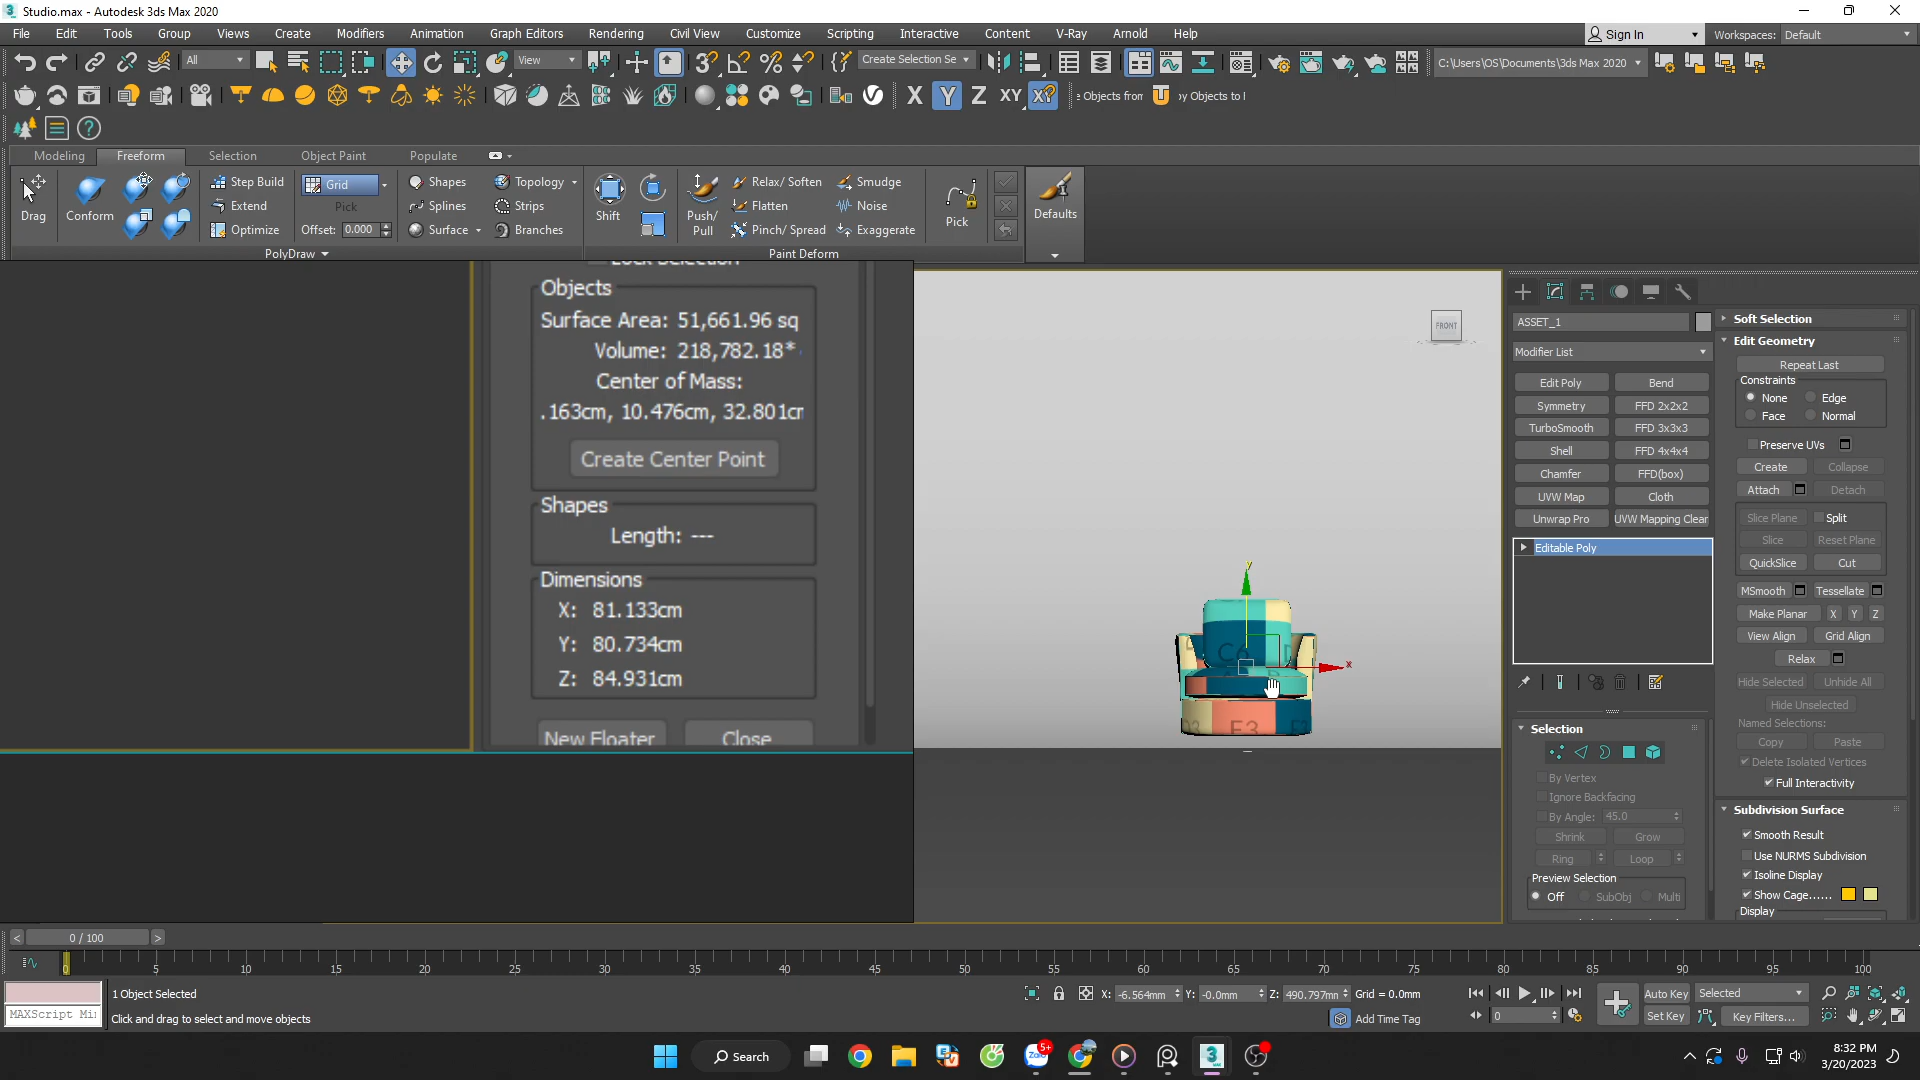 Studio.max - Autodesk 3ds Max 2020
File Edit Tools Group Views Create Modifiers Animation Graph Editors Rendering Civil View Customize Scripting Interactive Content V-Ray Arnold Help
Sign In Workspaces: Default
All View Create Selection Se C:\Users\OS\Documents\3ds Max 2020
X Y Z XY XY e Objects from by Objects to l
Modeling Freeform Selection Object Paint Populate
Drag Conform Step Build Grid Shapes Topology Shift Push/ Pull Relax/ Soften Smudge Pick Defaults
Extend Pick Splines Strips Flatten Noise
Optimize Offset: 0.000 Surface Branches Pinch/ Spread Exaggerate
PolyDraw Paint Deform
Lock Selection
Objects
Surface Area: 51,661.96 sq
Volume: 218,782.18*
Center of Mass:
.163cm, 10.476cm, 32.801cm
Create Center Point
Shapes
Length: ---
Dimensions
X: 81.133cm
Y: 80.734cm
Z: 84.931cm
New Floater Close
FRONT
y
x
E3
ASSET_1
Modifier List
Edit Poly Bend
Symmetry FFD 2x2x2
TurboSmooth FFD 3x3x3
Shell FFD 4x4x4
Chamfer FFD(box)
UVW Map Cloth
Unwrap Pro UVW Mapping Clear
Editable Poly
Selection
By Vertex
Ignore Backfacing
By Angle: 45.0
Shrink Grow
Ring Loop
Preview Selection
Off SubObj Multi
Soft Selection
Edit Geometry
Repeat Last
Constraints
None Edge
Face Normal
Preserve UVs
Create Collapse
Attach Detach
Slice Plane Split
Slice Reset Plane
QuickSlice Cut
MSmooth Tessellate
Make Planar X Y Z
View Align Grid Align
Relax
Hide Selected Unhide All
Hide Unselected
Named Selections:
Copy Paste
Delete Isolated Vertices
Full Interactivity
Subdivision Surface
Smooth Result
Use NURMS Subdivision
Isoline Display
Show Cage......
Display
< 0 / 100 >
0 5 10 15 20 25 30 35 40 45 50 55 60 65 70 75 80 85 90 95 100
1 Object Selected X: -6.564mm Y: -0.0mm Z: 490.797mm Grid = 0.0mm Auto Key Selected
MAXScript Mi Click and drag to select and move objects Add Time Tag 0 Set Key Key Filters...
Search 5+ 3 8:32 PM
3/20/2023